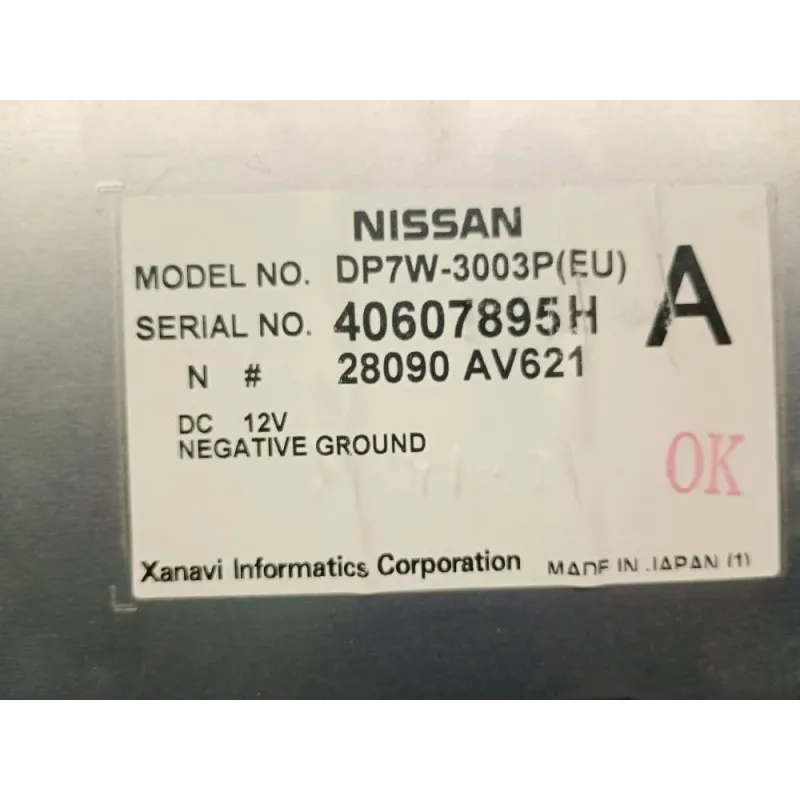 NISSAN
MODEL NO. DP7W-3003P(EU)
A
SERIAL NO. 40607895H
N # 28090 AV621
DC 12V
NEGATIVE GROUND
OK
Xanavi Informatics Corporation MADE IN JAPAN (1)